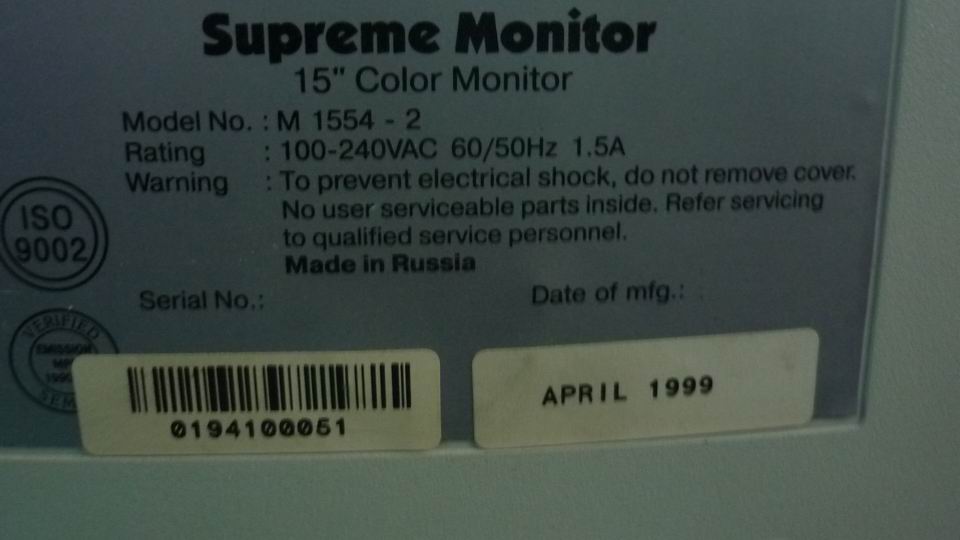 Supreme Monitor
15" Color Monitor
Model No. : M 1554 - 2
Rating : 100-240VAC 60/50Hz 1.5A
Warning : To prevent electrical shock, do not remove cover.
No user serviceable parts inside. Refer servicing
to qualified service personnel.
Made in Russia
ISO
9002
Serial No.:
Date of mfg.:
VERIFIED
EMISSION
0194100051
APRIL 1999